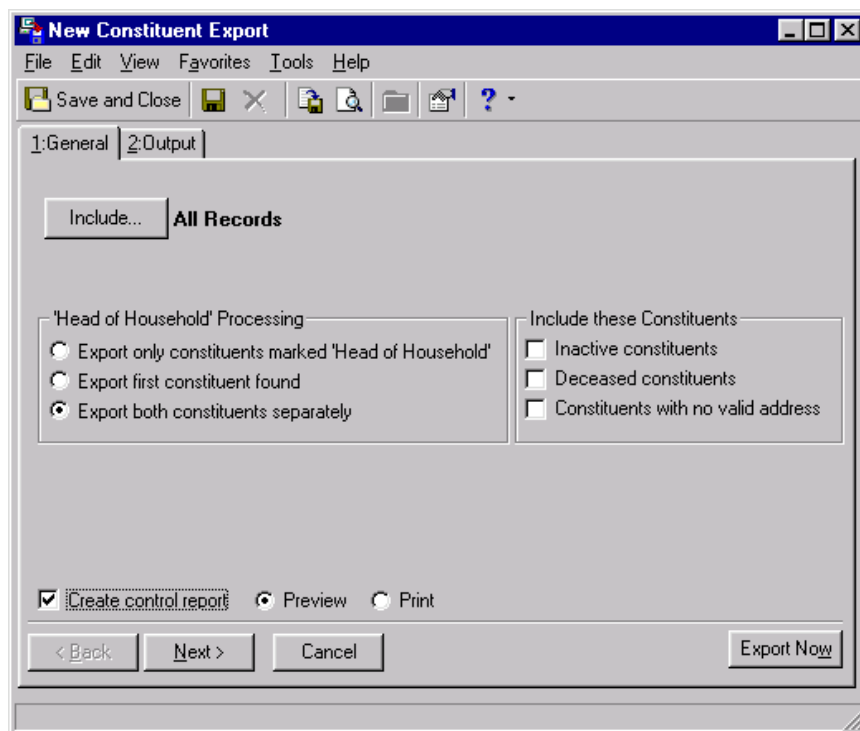 New Constituent Export
File Edit View Favorites Tools Help
Save and Close ?
1:General 2:Output
Include... All Records
'Head of Household' Processing
Export only constituents marked 'Head of Household'
Export first constituent found
Export both constituents separately
Include these Constituents
Inactive constituents
Deceased constituents
Constituents with no valid address
Create control report Preview Print
< Back Next > Cancel Export Now